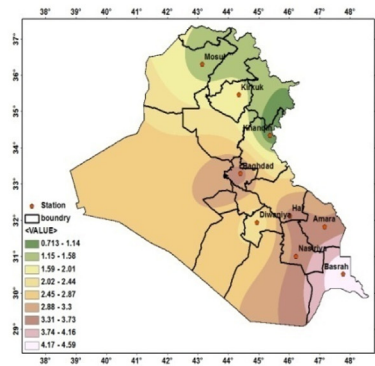 38° 39° 40° 41° 42° 43° 44° 45° 46° 47° 48°
37°
Mosul
36°
Kirkuk
35°
Khanakin
34°
Baghdad
33°
Hai
32°
Diwaniya
Amara
31°
Nasiriya
Basrah
30°
29°
Station
boundry
<VALUE>
0.713 - 1.14
1.15 - 1.58
1.59 - 2.01
2.02 - 2.44
2.45 - 2.87
2.88 - 3.3
3.31 - 3.73
3.74 - 4.16
4.17 - 4.59
38° 39° 40° 41° 42° 43° 44° 45° 46° 47° 48°